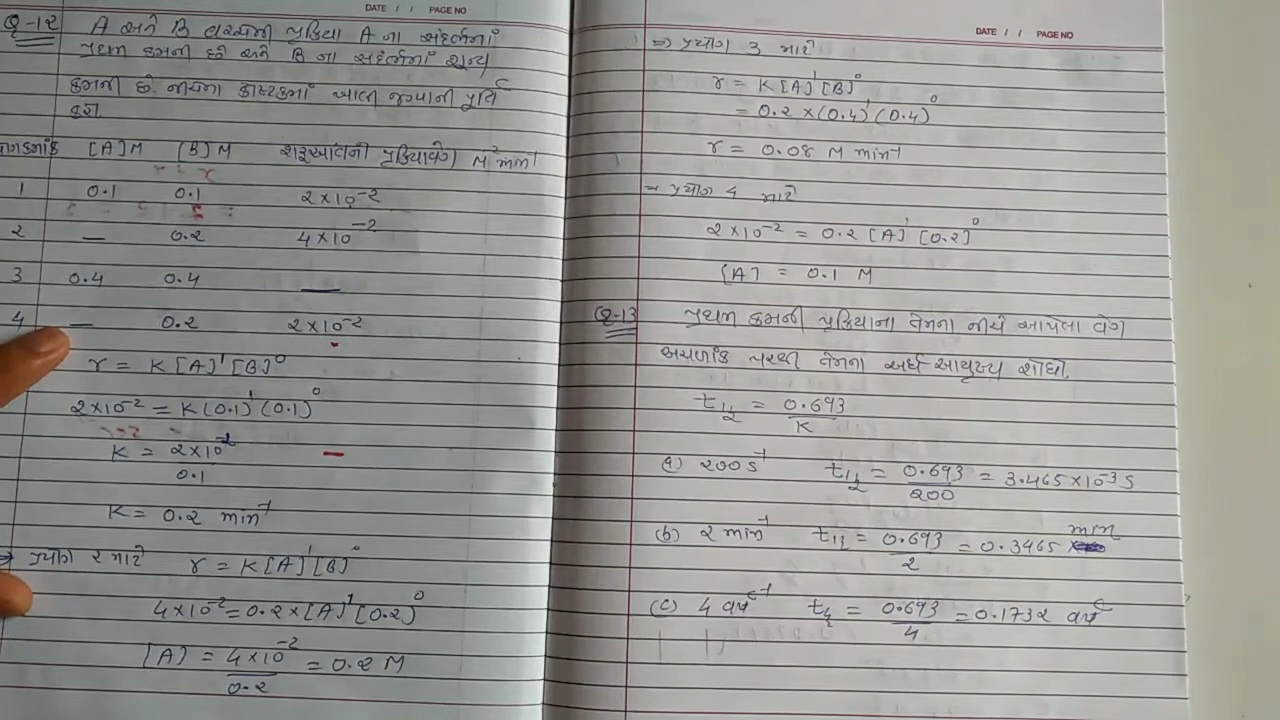 DATE / / PAGE NO
Q-12 A અને B વચ્ચેની પ્રક્રિયા A ના સંદર્ભમાં
પ્રથમ ક્રમની છે અને B ના સંદર્ભમાં શૂન્ય
ક્રમની છે. નીચેના કોષ્ટકમાં ખાલી જગ્યાની પૂર્તિ
કરો.
[A]M [B]M શરૂઆતની પ્રક્રિયાવેગ
1 0.1 0.1 2×10⁻²
2 — 0.2 4×10⁻²
3 0.4 0.4 —
4 — 0.2 2×10⁻²
r = K[A]¹[B]⁰
2×10⁻² = K(0.1)¹(0.1)⁰
K = 2×10⁻²
0.1
K = 0.2 min⁻¹
⇒ પ્રયોગ 2 માટે r = K[A]¹[B]⁰
4×10⁻² = 0.2×[A]¹[0.2]⁰
[A] = 4×10⁻² = 0.2 M
0.2
DATE / / PAGE NO
⇒ પ્રયોગ 3 માટે
r = K[A]¹[B]⁰
= 0.2×(0.4)¹(0.4)⁰
r = 0.08 M min⁻¹
→ પ્રયોગ 4 માટે
2×10⁻² = 0.2 [A]¹ [0.2]⁰
[A] = 0.1 M
Q-13 પ્રથમ ક્રમની પ્રક્રિયાના વેગના નીચે આપેલા વેગ
અચળાંક પરથી તેમના અર્ધ-આયુષ્ય શોધો.
t½ = 0.693
K
(a) 200 s⁻¹ t½ = 0.693 = 3.465×10⁻³ s
200
(b) 2 min⁻¹ t½ = 0.693 = 0.3465 min
2
(c) 4 વર્ષ⁻¹ t½ = 0.693 = 0.1732 વર્ષ
4